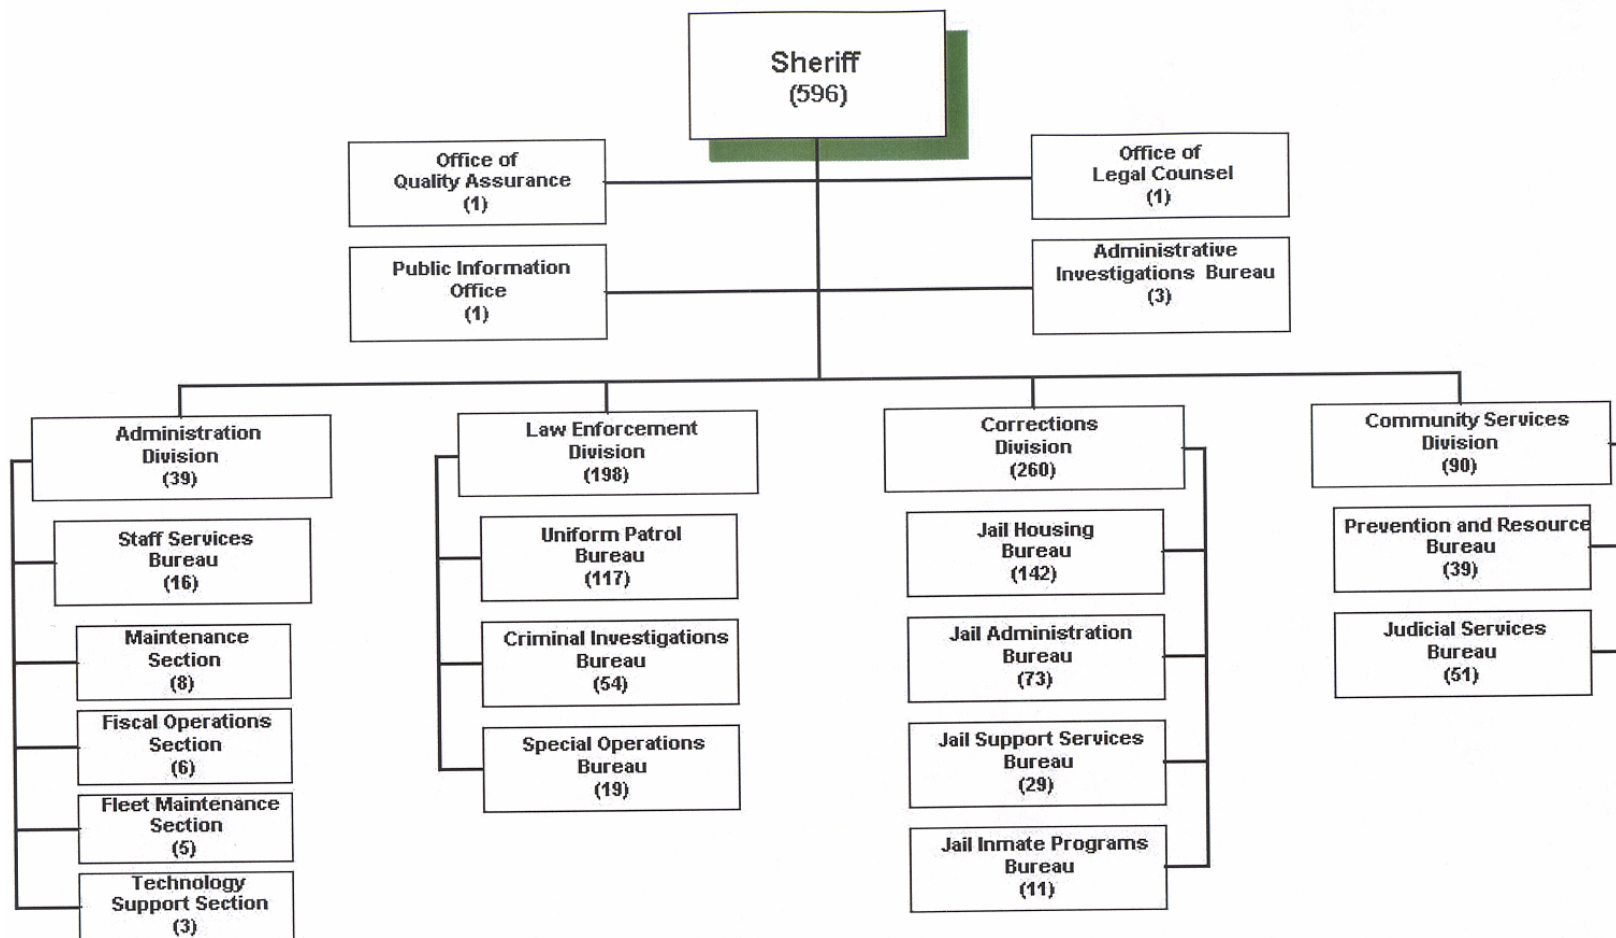 Sheriff
(596)
Office of
Quality Assurance
(1)
Office of
Legal Counsel
(1)
Public Information
Office
(1)
Administrative
Investigations Bureau
(3)
Administration
Division
(39)
Staff Services
Bureau
(16)
Maintenance
Section
(8)
Fiscal Operations
Section
(6)
Fleet Maintenance
Section
(5)
Technology
Support Section
(3)
Law Enforcement
Division
(198)
Uniform Patrol
Bureau
(117)
Criminal Investigations
Bureau
(54)
Special Operations
Bureau
(19)
Corrections
Division
(260)
Jail Housing
Bureau
(142)
Jail Administration
Bureau
(73)
Jail Support Services
Bureau
(29)
Jail Inmate Programs
Bureau
(11)
Community Services
Division
(90)
Prevention and Resource
Bureau
(39)
Judicial Services
Bureau
(51)